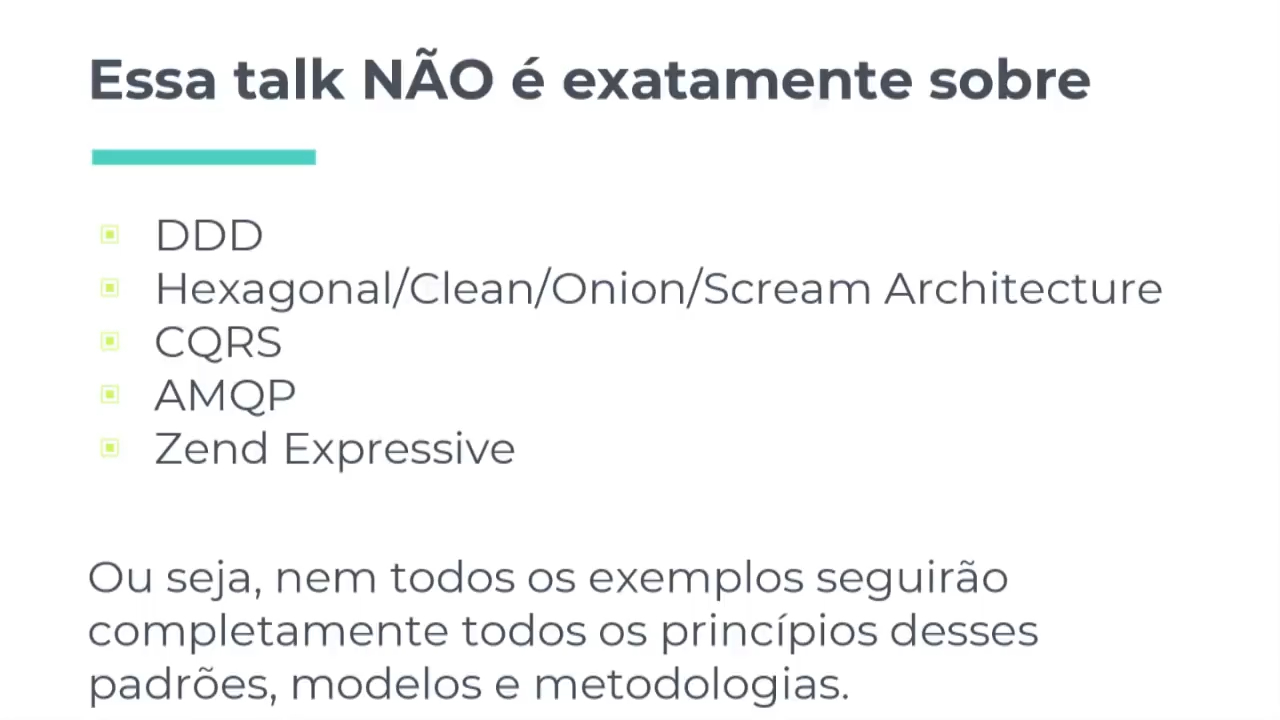 Essa talk NÃO é exatamente sobre
DDD
Hexagonal/Clean/Onion/Scream Architecture
CQRS
AMQP
Zend Expressive
Ou seja, nem todos os exemplos seguirão
completamente todos os princípios desses
padrões, modelos e metodologias.